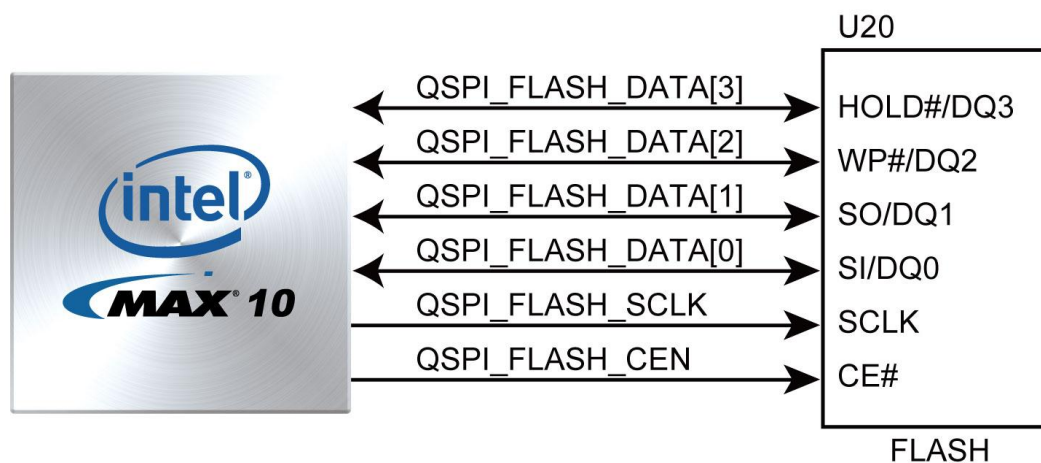 U20
QSPI_FLASH_DATA[3] HOLD#/DQ3
QSPI_FLASH_DATA[2] WP#/DQ2
QSPI_FLASH_DATA[1] SO/DQ1
QSPI_FLASH_DATA[0] SI/DQ0
QSPI_FLASH_SCLK SCLK
QSPI_FLASH_CEN CE#
intel®
MAX® 10
FLASH